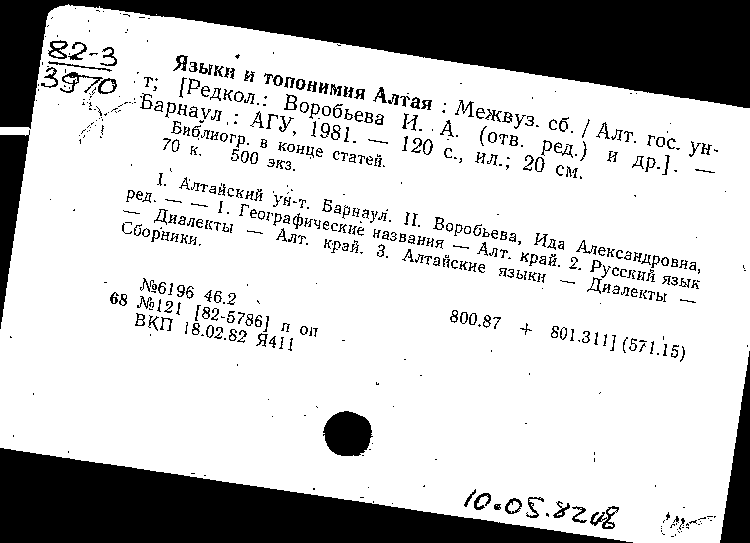 82-3
3970
Языки и топонимия Алтая : Межвуз. сб. / Алт. гос. ун-
т; [Редкол.: Воробьева И. А. (отв. ред.) и др.]. —
Барнаул : АГУ, 1981. — 120 с., ил.; 20 см.
Библиогр. в конце статей.
70 к. 500 экз.
I. Алтайский ун-т. Барнаул. II. Воробьева, Ида Александровна,
ред. — — 1. Географические названия — Алт. край. 2. Русский язык
— Диалекты — Алт. край. 3. Алтайские языки — Диалекты —
Сборники.
№6196 46.2
68 №121 [82-5786] п оп
ВКП 18.02.82 Я411
800.87 + 801.311] (571.15)
10.05.82